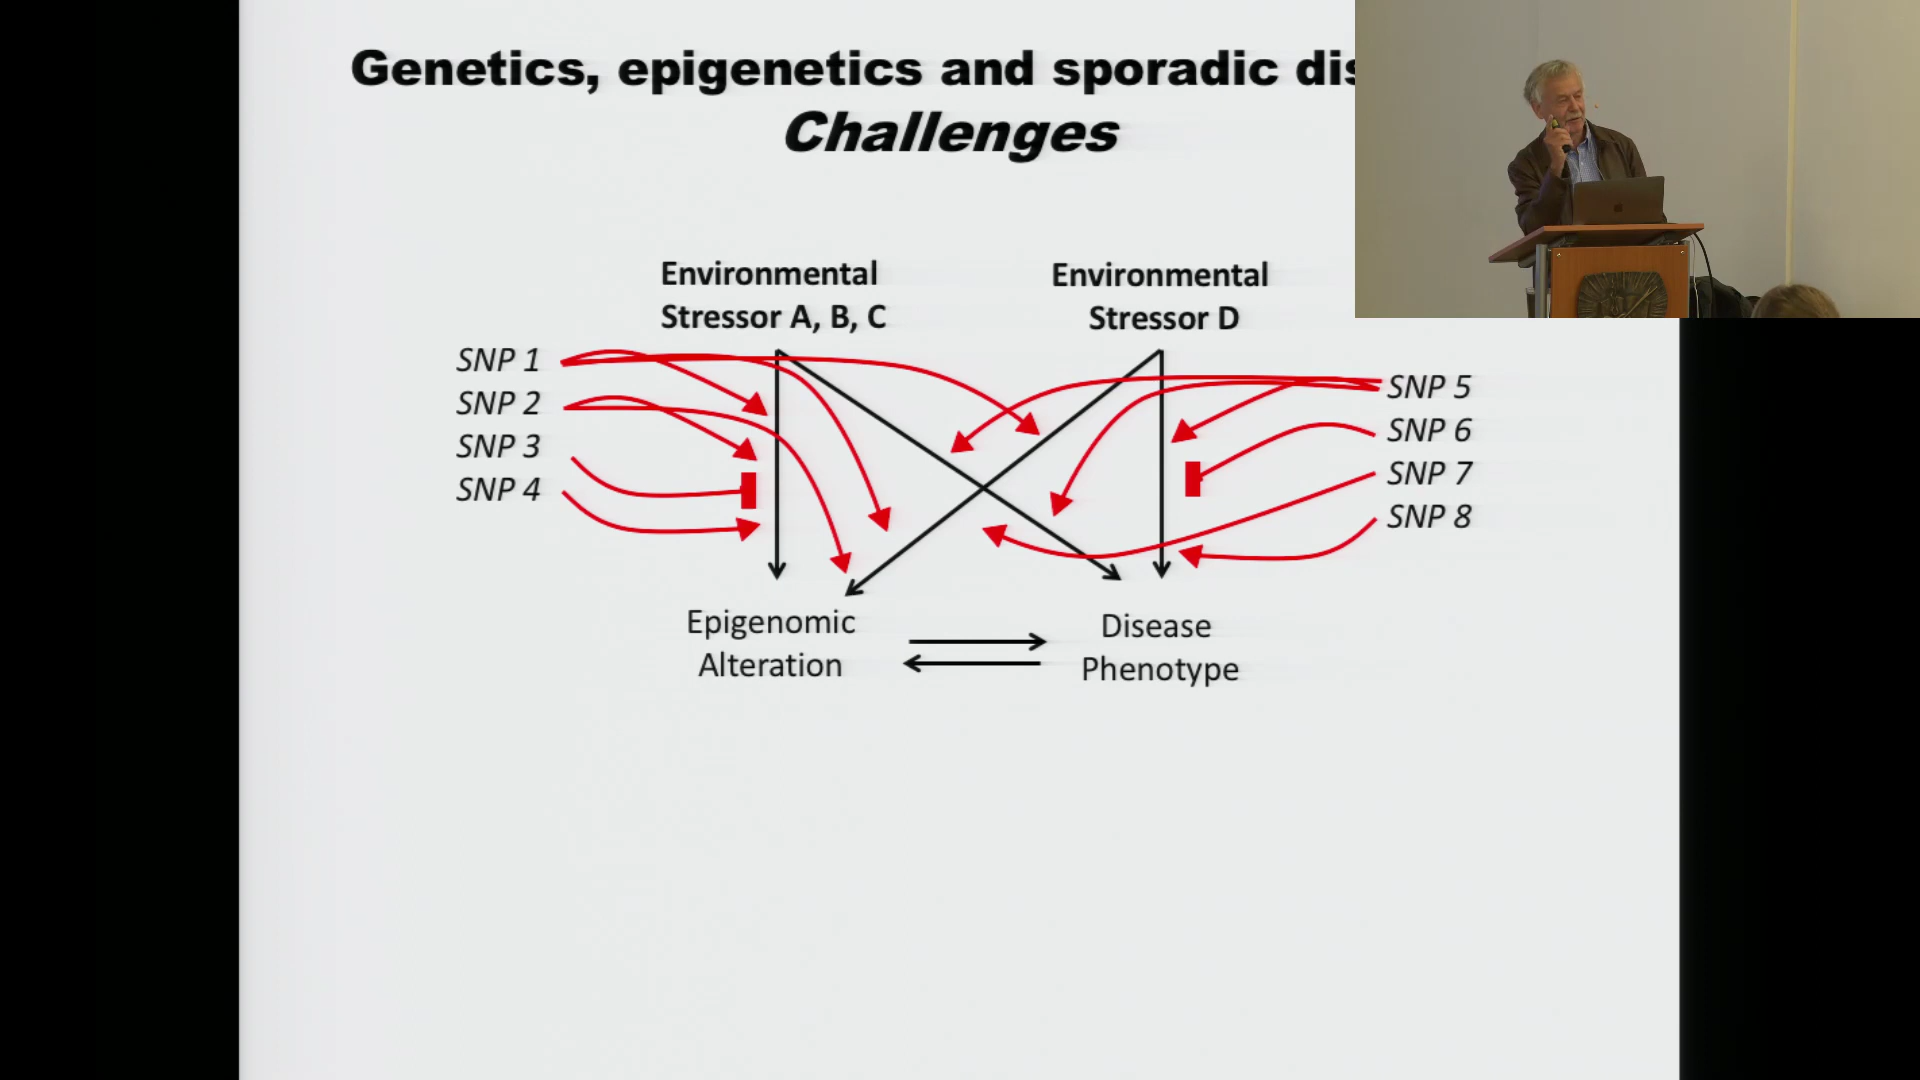 Genetics, epigenetics and sporadic dis
Challenges
Environmental
Stressor A, B, C
Environmental
Stressor D
SNP 1
SNP 2
SNP 3
SNP 4
SNP 5
SNP 6
SNP 7
SNP 8
Epigenomic
Alteration
Disease
Phenotype